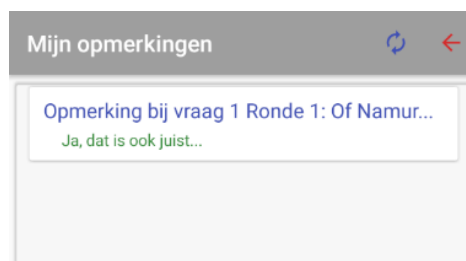 Mijn opmerkingen
Opmerking bij vraag 1 Ronde 1: Of Namur...
Ja, dat is ook juist...